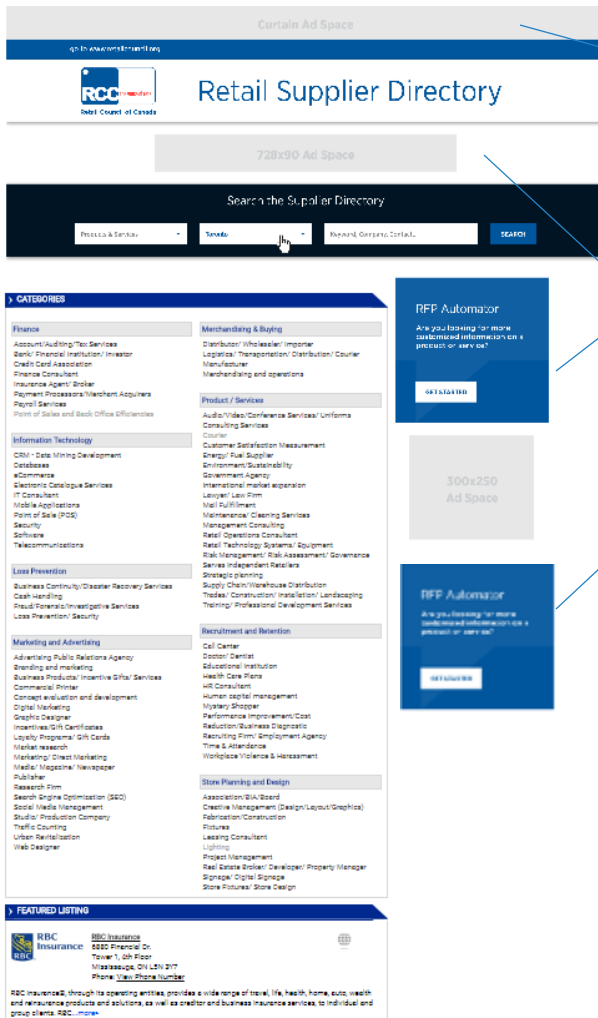 Curtain Ad Space
go to www.retailcouncil.org
RCC
Retail Council of Canada
Retail Supplier Directory
728x90 Ad Space
Search the Supplier Directory
Products & Services
Toronto
Keyword, Company, Contact...
SEARCH
CATEGORIES
Finance
Account/Auditing/Tax Services
Bank/ Financial Institution/ Investor
Credit Card Association
Finance Consultant
Insurance Agent/ Broker
Payment Processors/Merchant Acquirers
Payroll Services
Point of Sales and Back Office Efficiencies
Information Technology
CRM - Data Mining Development
Databases
eCommerce
Electronic Catalogue Services
IT Consultant
Mobile Applications
Point of Sale (POS)
Security
Software
Telecommunications
Loss Prevention
Business Continuity/Disaster Recovery Services
Cash Handling
Fraud/Forensic/Investigative Services
Loss Prevention/ Security
Marketing and Advertising
Advertising Public Relations Agency
Branding and marketing
Business Products/ Incentive Gifts/ Services
Commercial Printer
Concept evaluation and development
Digital Marketing
Graphic Designer
Incentives/Gift Certificates
Loyalty Programs/ Gift Cards
Market research
Marketing/ Direct Marketing
Media/ Magazine/ Newspaper
Publisher
Research Firm
Search Engine Optimisation (SEO)
Social Media Management
Studio/ Production Company
Traffic Counting
Urban Revitalisation
Web Designer
Merchandising & Buying
Distributor/ Wholesaler/ Importer
Logistics/ Transportation/ Distribution/ Courier
Manufacturer
Merchandising and operations
Product / Services
Audio/Video/Conference Services/ Uniforms
Consulting Services
Courier
Customer Satisfaction Measurement
Energy/ Fuel Supplier
Environment/Sustainability
Government Agency
International market expansion
Lawyer/ Law Firm
Mail Fulfillment
Maintenance/ Cleaning Services
Management Consulting
Retail Operations Consultant
Retail Technology Systems/ Equipment
Risk Management/ Risk Assessment/ Governance
Serves Independent Retailers
Strategic planning
Supply Chain/Warehouse Distribution
Trades / Construction/ Installation/ Landscaping
Training/ Professional Development Services
Recruitment and Retention
Call Center
Doctor/ Dentist
Educational Institution
Health Care Plans
HR Consultant
Human capital management
Mystery Shopper
Performance Improvement/Cost
Reduction/Business Diagnostic
Recruiting Firm/ Employment Agency
Time & Attendance
Workplace Violence & Harassment
Store Planning and Design
Association/BIA/Board
Creative Management (Design/Layout/Graphics)
Fabrication/Construction
Fixtures
Leasing Consultant
Lighting
Project Management
Real Estate Broker/ Developer/ Property Manager
Signage/ Digital Signage
Store Fixtures/ Store Design
RFP Automator
Are you looking for more
customized information on a
product or service?
GET STARTED
300x250
Ad Space
RFP Automator
Are you looking for more
customized information on a
product or service?
GET STARTED
FEATURED LISTING
RBC
RBC
Insurance
RBC Insurance
6880 Financial Dr.
Tower 1, 4th Floor
Mississauga, ON L5N 3Y7
Phone: View Phone Number
RBC Insurance®, through its operating entities, provides a wide range of travel, life, health, home, auto, wealth
and reinsurance products and solutions, as well as creditor and business insurance services, to individual and
group clients. RBC...more»